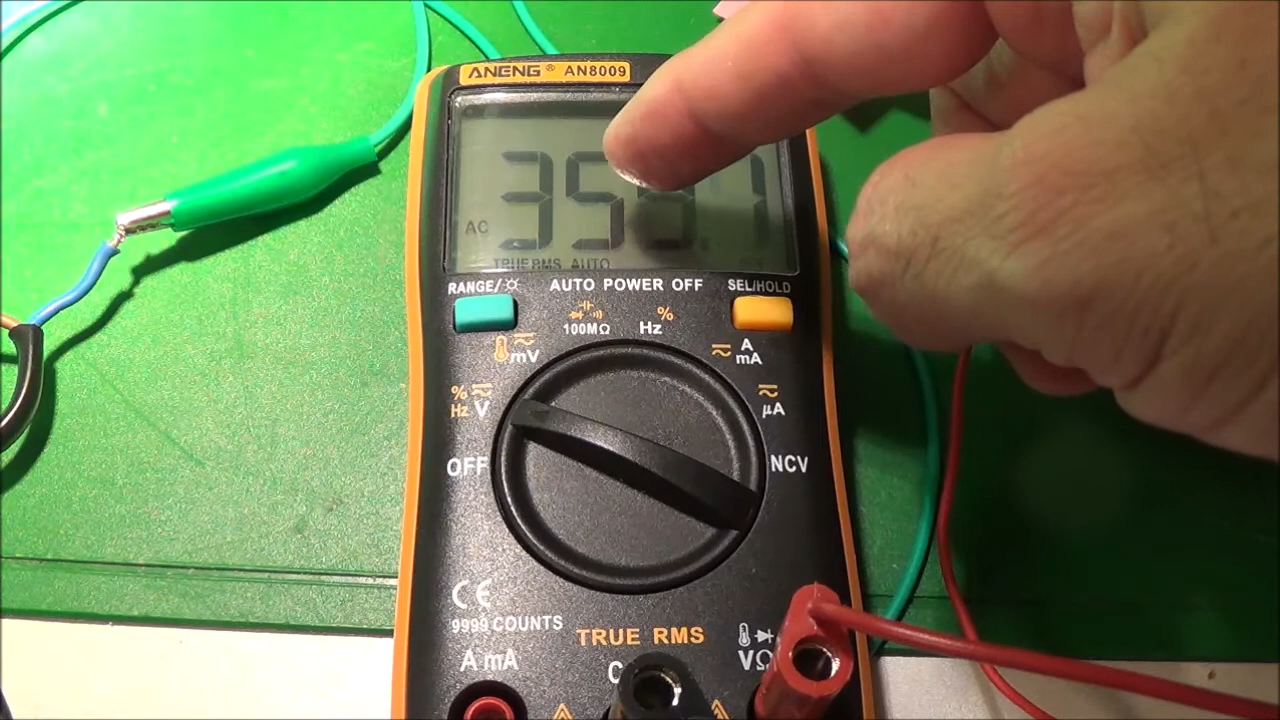 ANENG® AN8009
AC
TRUE RMS AUTO
RANGE/☼ AUTO POWER OFF SEL/HOLD
100MΩ Hz %
mV
A
mA
% Hz V
μA
OFF NCV
CE
9999 COUNTS
TRUE RMS
A mA VΩ